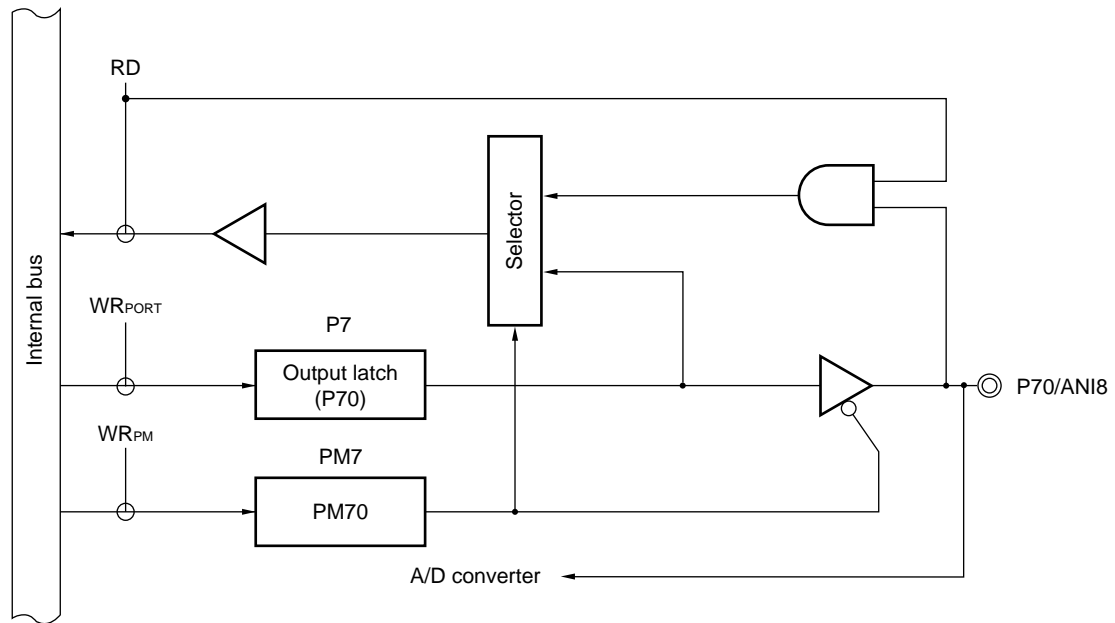 RD
Selector
Internal bus
WRPORT
P7
Output latch
(P70)
P70/ANI8
WRPM
PM7
PM70
A/D converter